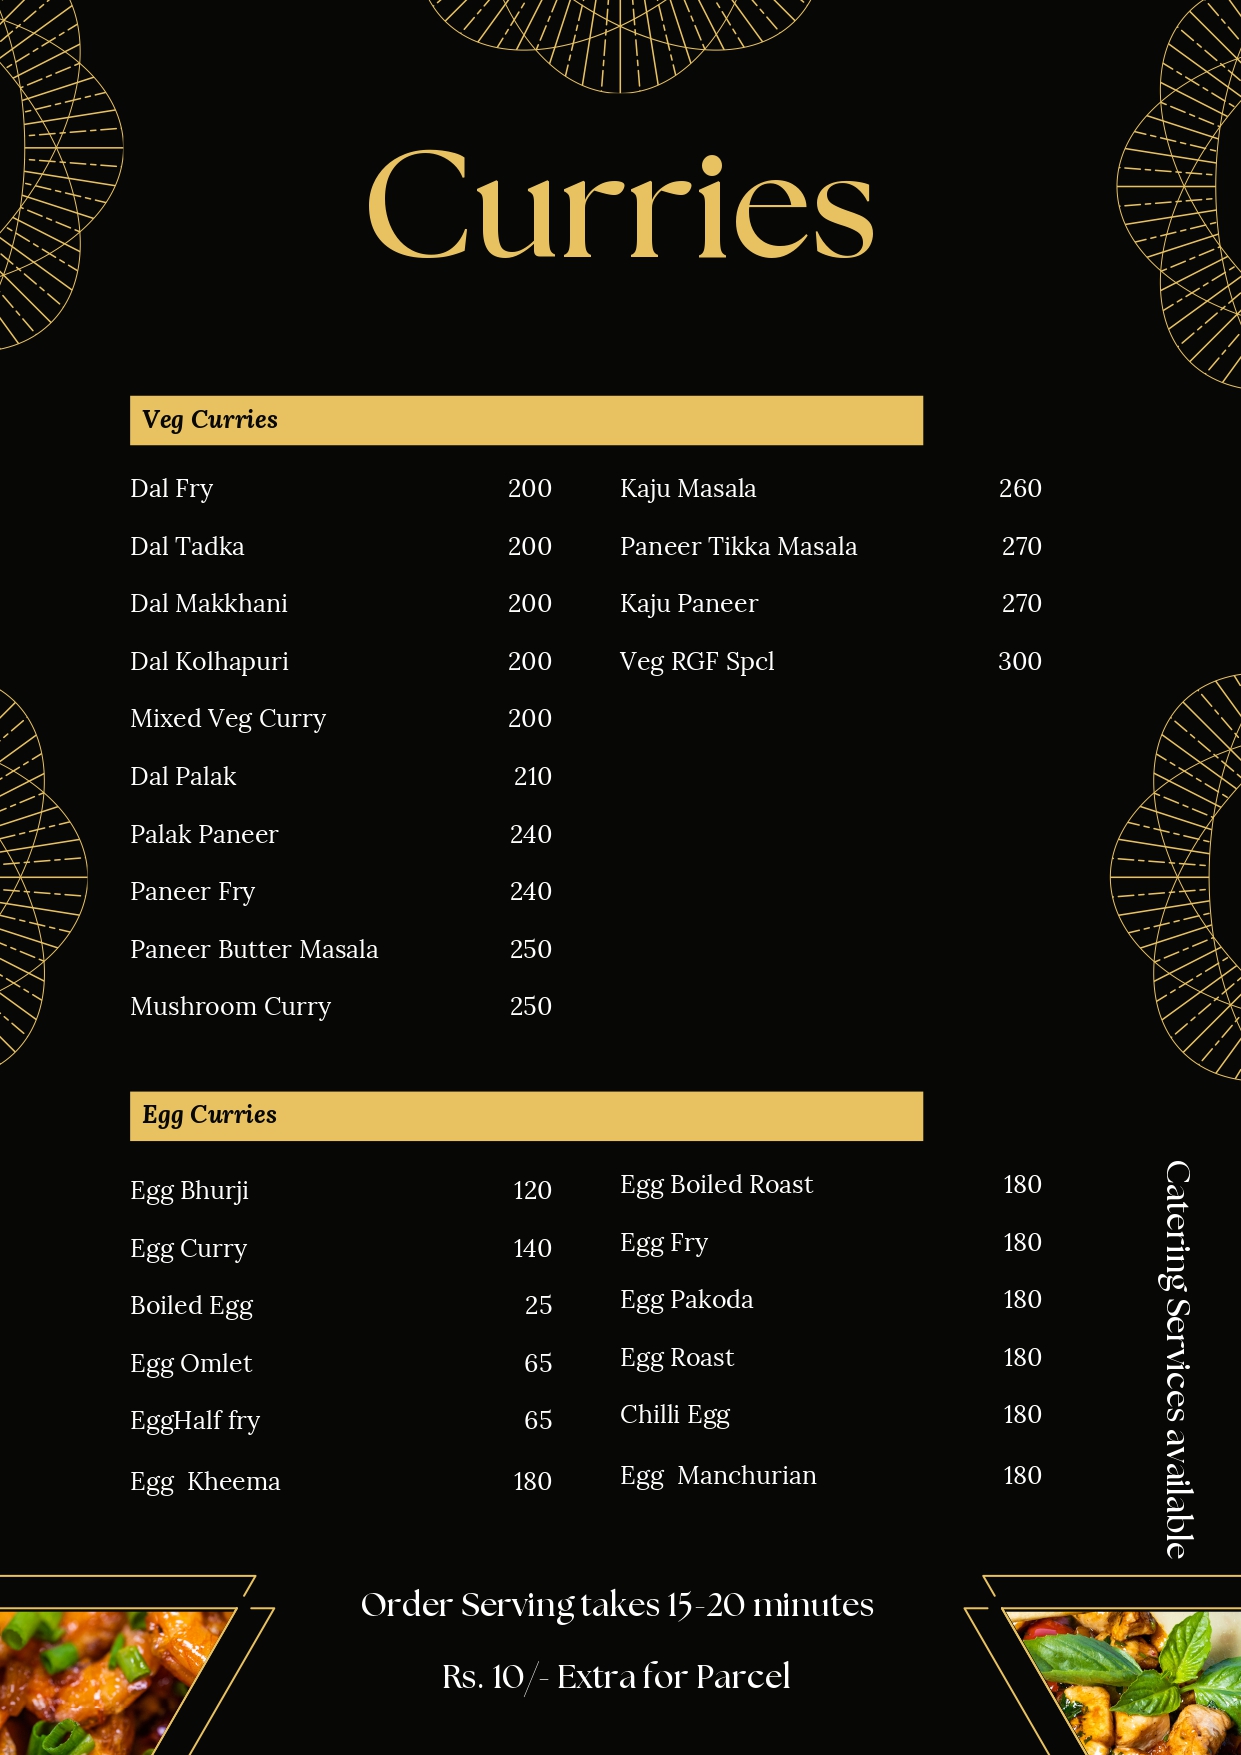 Curries
Veg Curries
Dal Fry 200
Dal Tadka 200
Dal Makkhani 200
Dal Kolhapuri 200
Mixed Veg Curry 200
Dal Palak 210
Palak Paneer 240
Paneer Fry 240
Paneer Butter Masala 250
Mushroom Curry 250
Kaju Masala 260
Paneer Tikka Masala 270
Kaju Paneer 270
Veg RGF Spcl 300
Egg Curries
Egg Bhurji 120
Egg Curry 140
Boiled Egg 25
Egg Omlet 65
EggHalf fry 65
Egg Kheema 180
Egg Boiled Roast 180
Egg Fry 180
Egg Pakoda 180
Egg Roast 180
Chilli Egg 180
Egg Manchurian 180
Catering Services available
Order Serving takes 15-20 minutes
Rs. 10/- Extra for Parcel